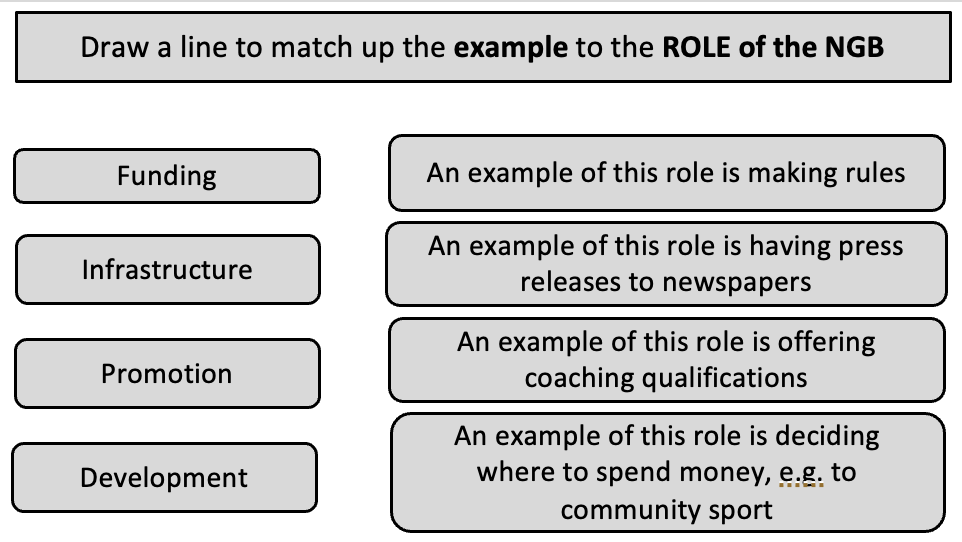 Draw a line to match up the example to the ROLE of the NGB
Funding
An example of this role is making rules
Infrastructure
An example of this role is having press
releases to newspapers
Promotion
An example of this role is offering
coaching qualifications
Development
An example of this role is deciding
where to spend money, e.g. to
community sport